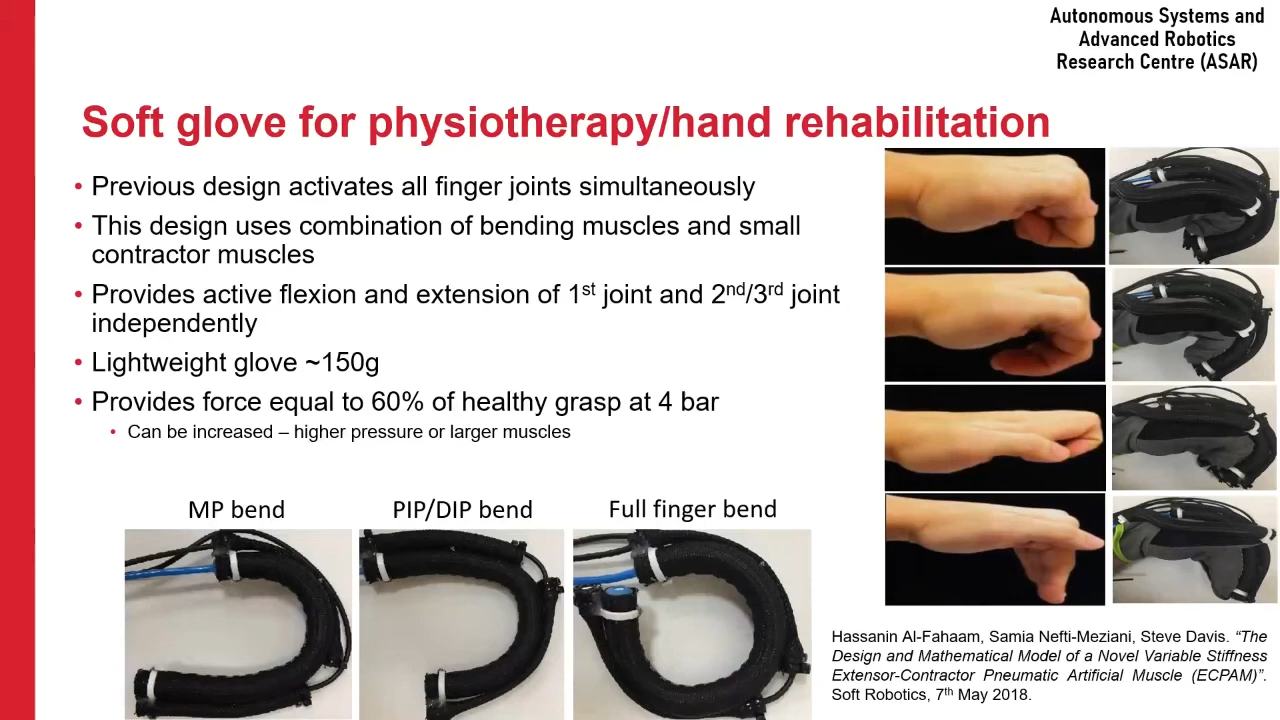 Autonomous Systems and
Advanced Robotics
Research Centre (ASAR)
Soft glove for physiotherapy/hand rehabilitation
• Previous design activates all finger joints simultaneously
• This design uses combination of bending muscles and small
contractor muscles
• Provides active flexion and extension of 1st joint and 2nd/3rd joint
independently
• Lightweight glove ~150g
• Provides force equal to 60% of healthy grasp at 4 bar
• Can be increased – higher pressure or larger muscles
MP bend
PIP/DIP bend
Full finger bend
Hassanin Al-Fahaam, Samia Nefti-Meziani, Steve Davis. “The
Design and Mathematical Model of a Novel Variable Stiffness
Extensor-Contractor Pneumatic Artificial Muscle (ECPAM)”.
Soft Robotics, 7th May 2018.